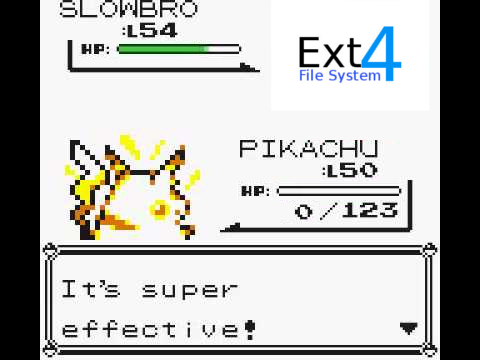 SLOWBRO
:L54
HP:
Ext4
File System
PIKACHU
:L50
HP:
0/123
It's super
effective!